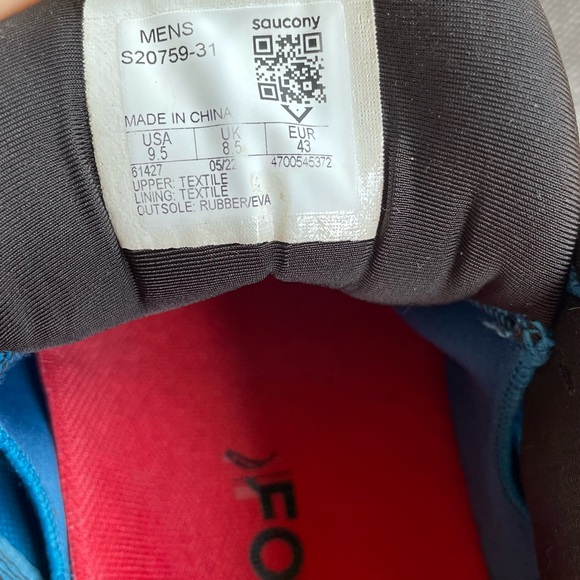 MENS
S20759-31
saucony
MADE IN CHINA
USA UK EUR
9.5 8.5 43
61427 05/22 4700545372
UPPER: TEXTILE
LINING: TEXTILE
OUTSOLE: RUBBER/EVA
FO